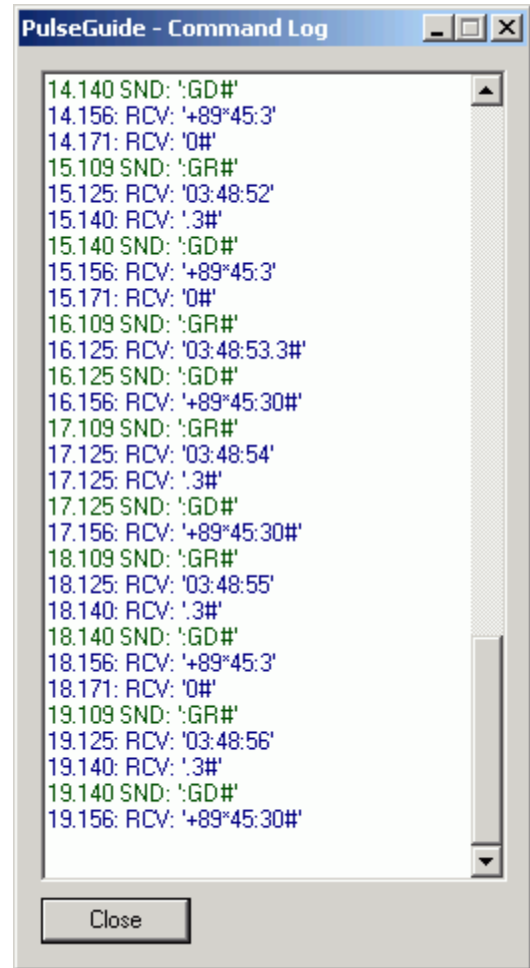 PulseGuide - Command Log
14.140 SND: ':GD#'
14.156: RCV: '+89*45:3'
14.171: RCV: '0#'
15.109 SND: ':GR#'
15.125: RCV: '03:48:52'
15.140: RCV: '.3#'
15.140 SND: ':GD#'
15.156: RCV: '+89*45:3'
15.171: RCV: '0#'
16.109 SND: ':GR#'
16.125: RCV: '03:48:53.3#'
16.125 SND: ':GD#'
16.156: RCV: '+89*45:30#'
17.109 SND: ':GR#'
17.125: RCV: '03:48:54'
17.125: RCV: '.3#'
17.125 SND: ':GD#'
17.156: RCV: '+89*45:30#'
18.109 SND: ':GR#'
18.125: RCV: '03:48:55'
18.140: RCV: '.3#'
18.140 SND: ':GD#'
18.156: RCV: '+89*45:3'
18.171: RCV: '0#'
19.109 SND: ':GR#'
19.125: RCV: '03:48:56'
19.140: RCV: '.3#'
19.140 SND: ':GD#'
19.156: RCV: '+89*45:30#'
Close